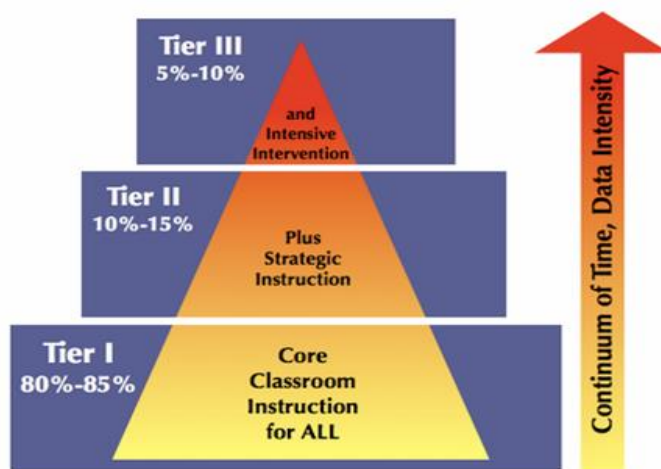 Tier III
5%-10%
and
Intensive
Intervention
Tier II
10%-15%
Plus
Strategic
Instruction
Tier I
80%-85%
Core
Classroom
Instruction
for ALL
Continuum of Time, Data Intensity